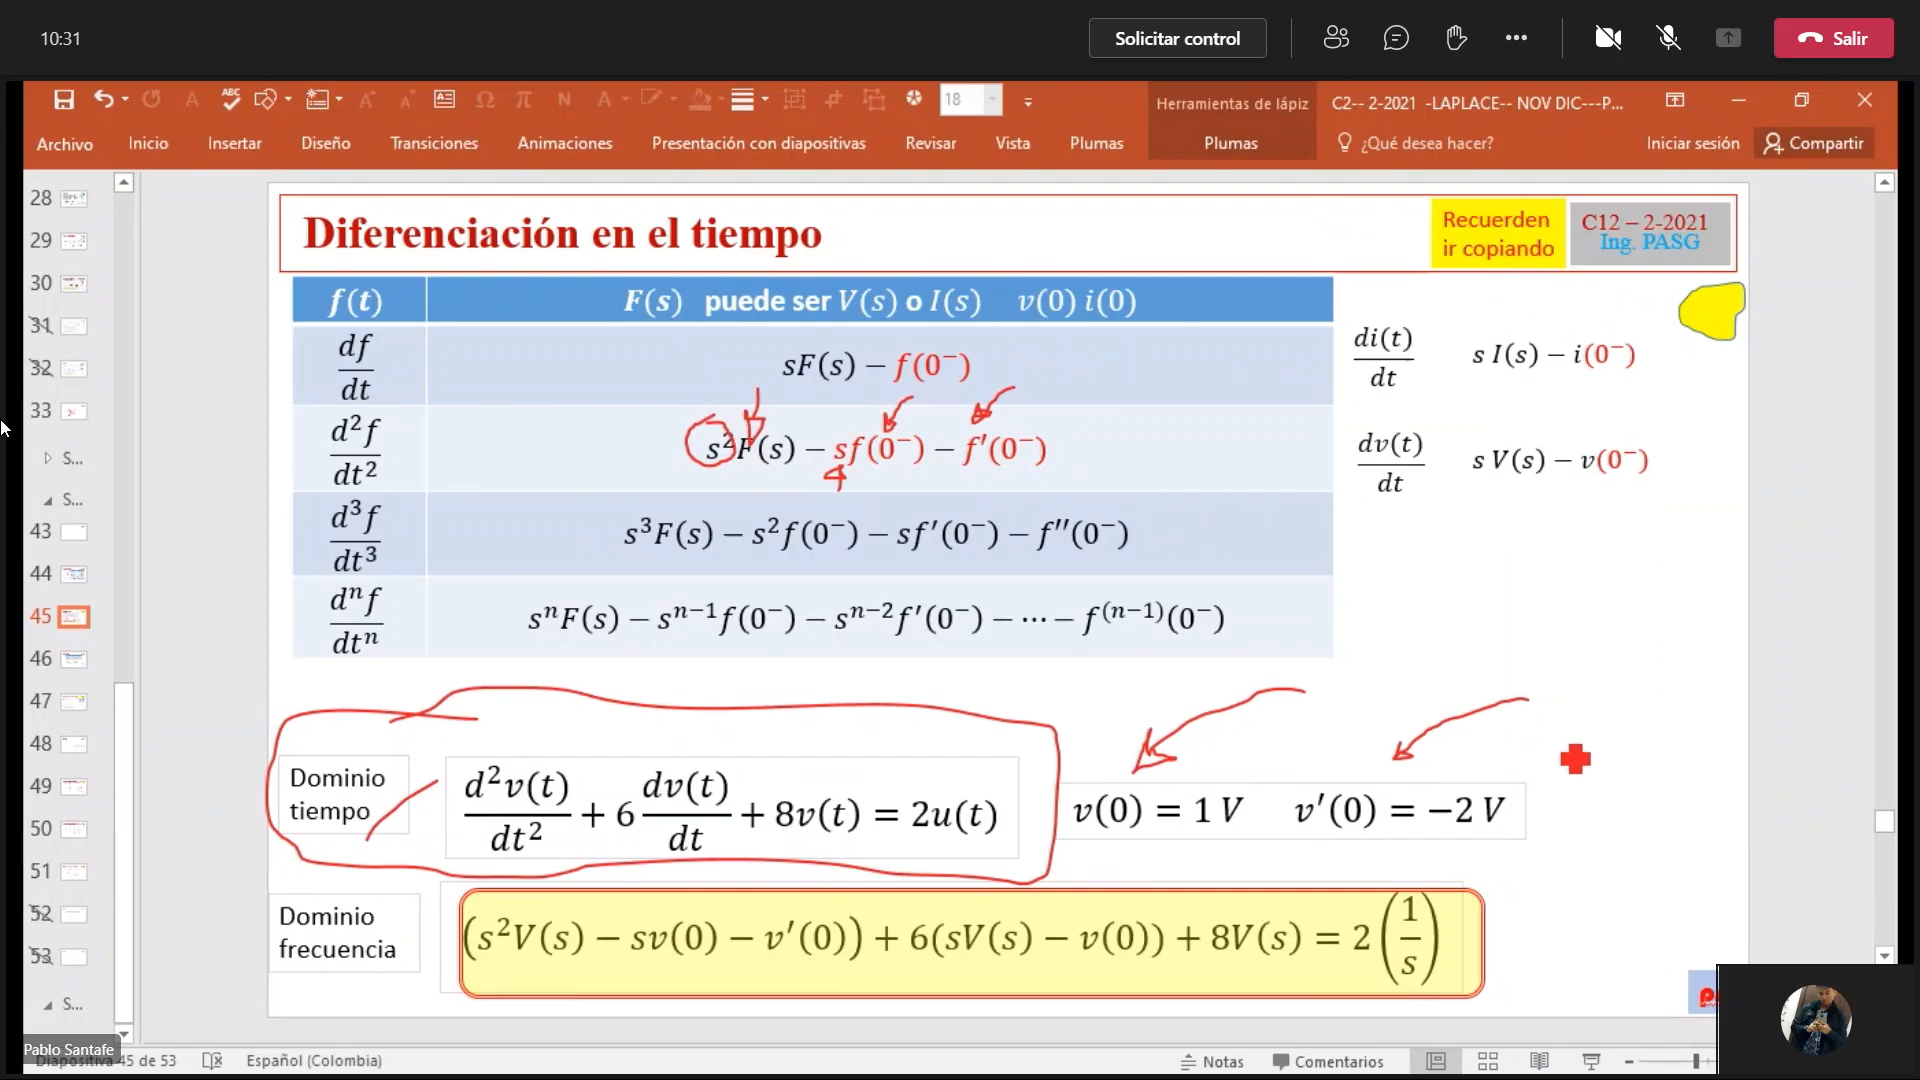 10:31
Solicitar control
Salir
18
Herramientas de lápiz
C2-- 2-2021 -LAPLACE-- NOV DIC---P...
Archivo Inicio Insertar Diseño Transiciones Animaciones Presentación con diapositivas Revisar Vista Plumas Plumas ¿Qué desea hacer? Iniciar sesión Compartir
28
29
30
31
32
33
S...
S...
43
44
45
46
47
48
49
50
51
52
53
S...
Diferenciación en el tiempo
Recuerden
ir copiando
C12 – 2-2021
Ing. PASG
f(t) F(s) puede ser V(s) o I(s) v(0) i(0)
df/dt sF(s) − f(0⁻)
d²f/dt² s²F(s) − sf(0⁻) − f′(0⁻)
d³f/dt³ s³F(s) − s²f(0⁻) − sf′(0⁻) − f′′(0⁻)
dⁿf/dtⁿ sⁿF(s) − sⁿ⁻¹f(0⁻) − sⁿ⁻²f′(0⁻) − ⋯ − f⁽ⁿ⁻¹⁾(0⁻)
di(t)/dt s I(s) − i(0⁻)
dv(t)/dt s V(s) − v(0⁻)
Dominio
tiempo
d²v(t)/dt² + 6 dv(t)/dt + 8v(t) = 2u(t)
v(0) = 1 V v′(0) = −2 V
Dominio
frecuencia
(s²V(s) − sv(0) − v′(0)) + 6(sV(s) − v(0)) + 8V(s) = 2(1/s)
Pablo Santafe
Diapositiva 45 de 53 Español (Colombia) Notas Comentarios